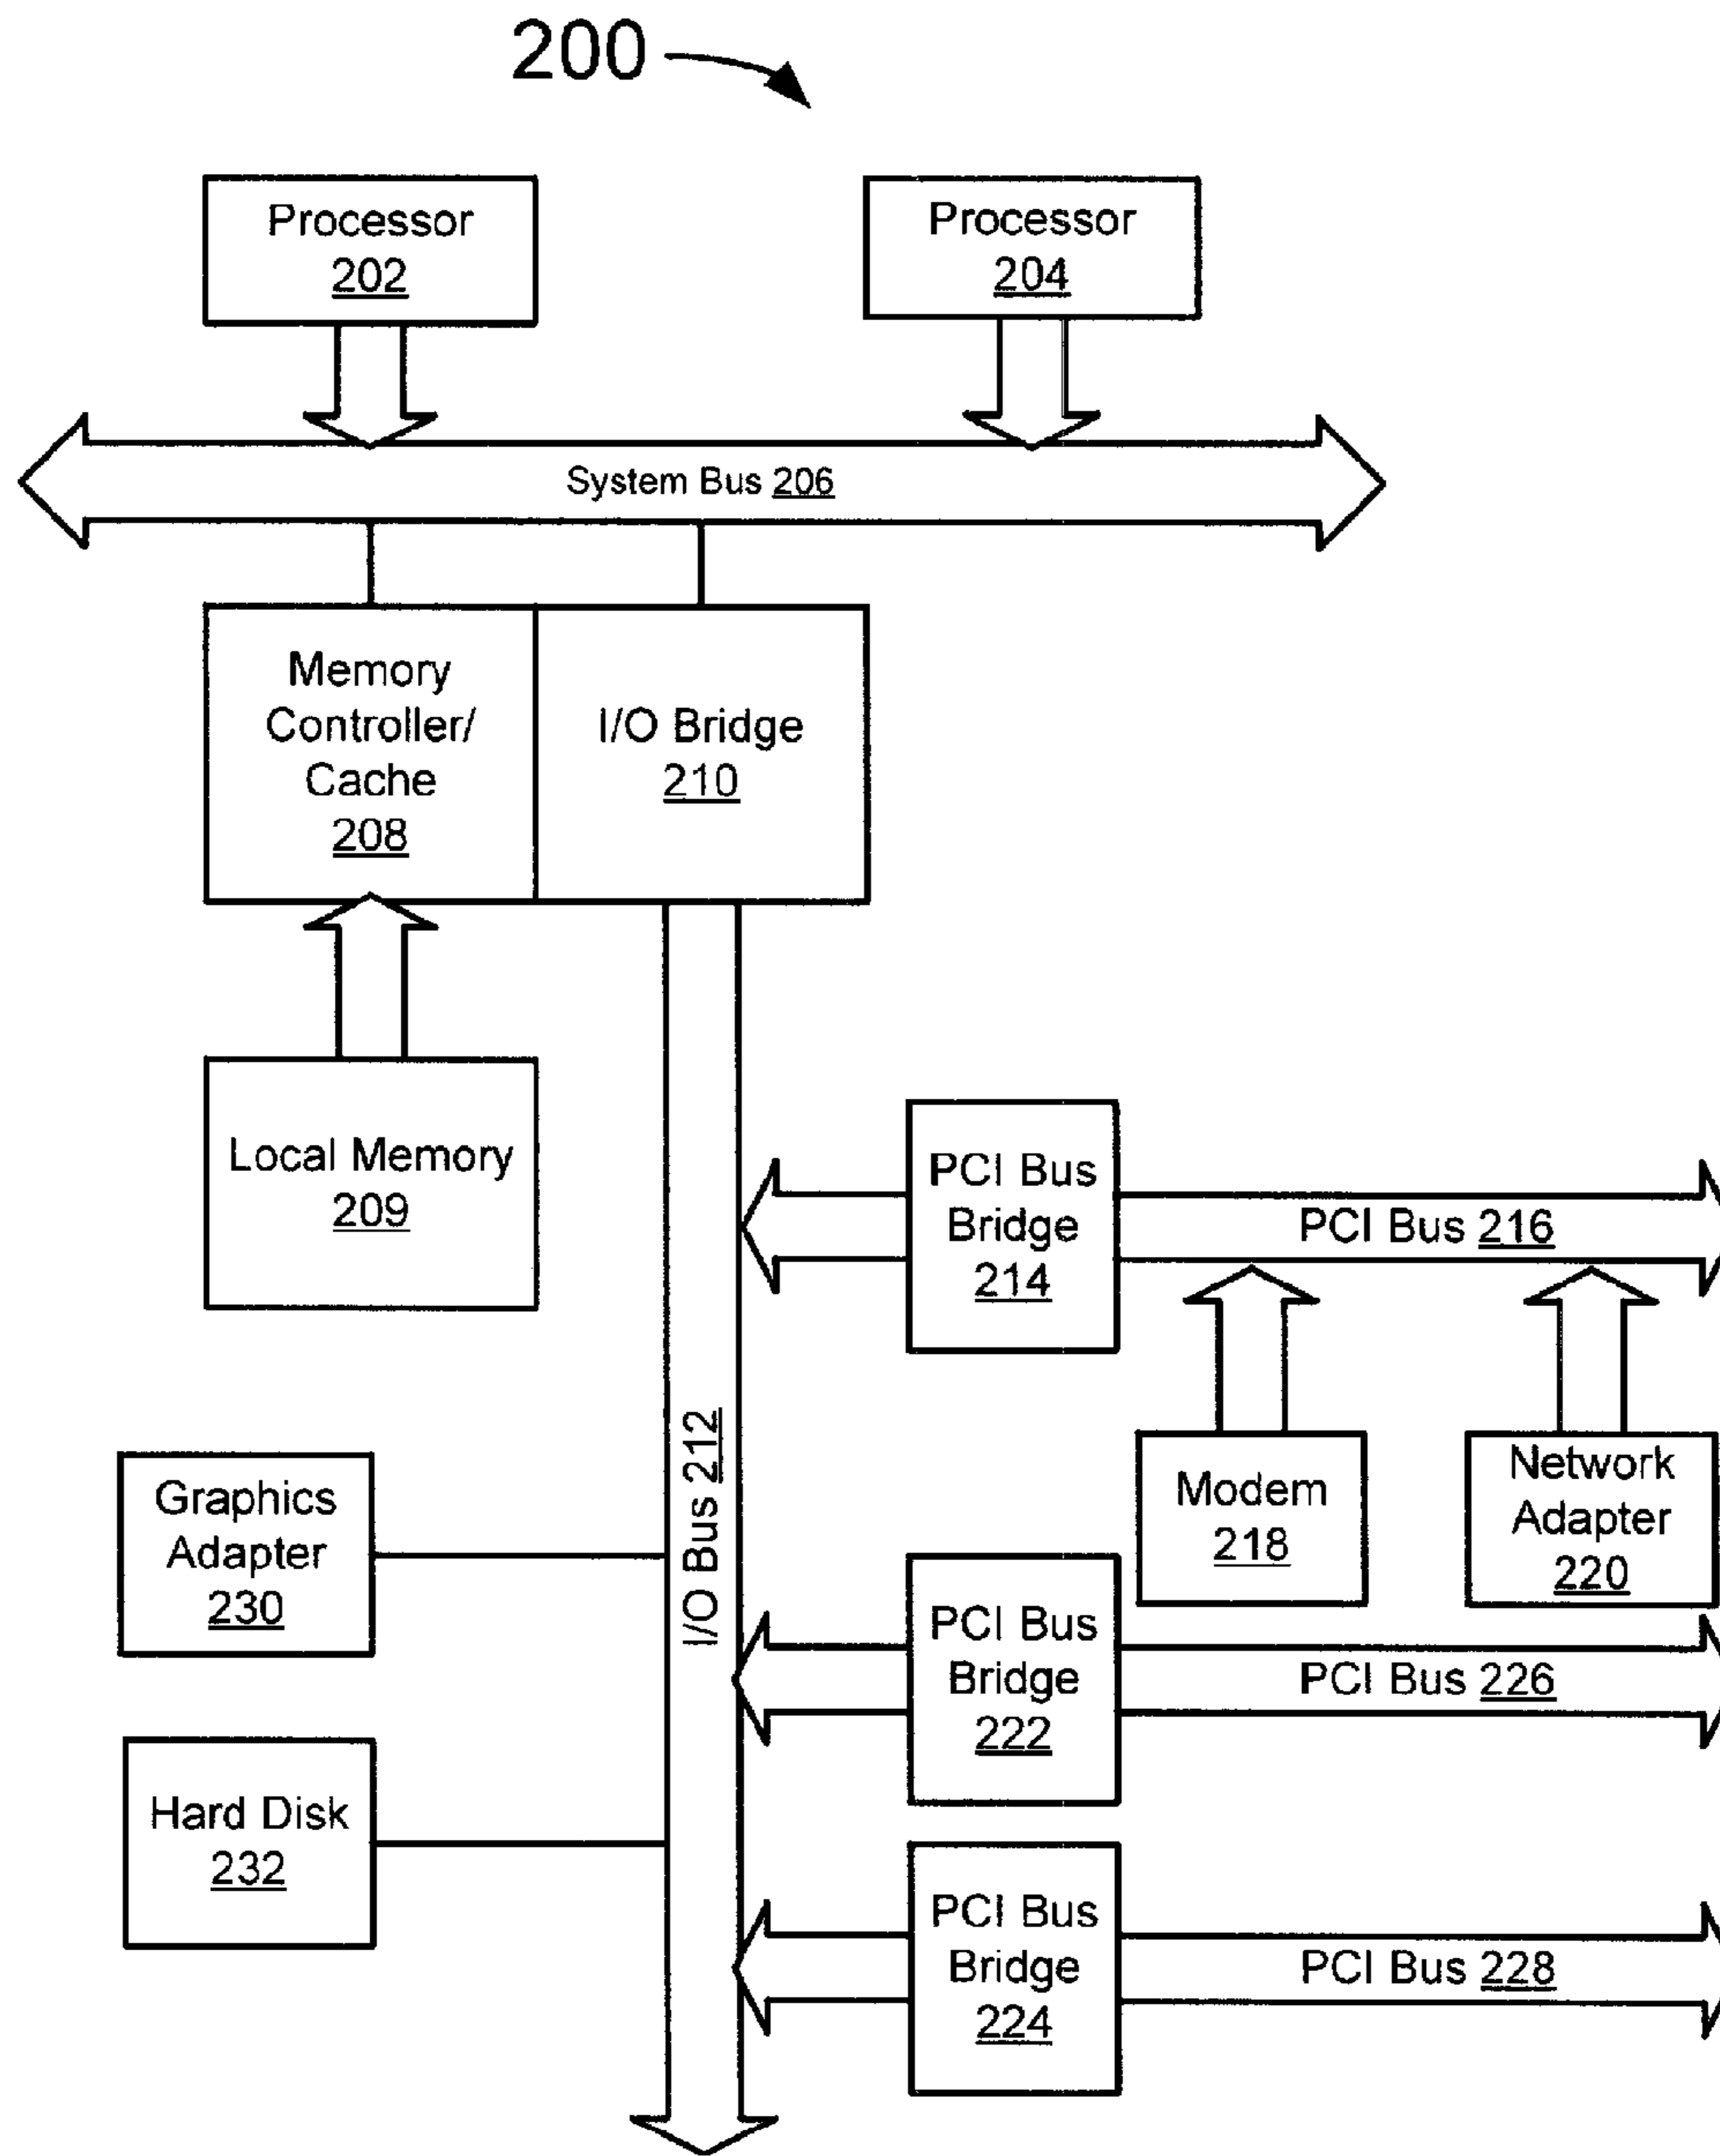 200
Processor
202
Processor
204
System Bus 206
Memory
Controller/
Cache
208
I/O Bridge
210
Local Memory
209
PCI Bus
Bridge
214
PCI Bus 216
I/O Bus 212
Graphics
Adapter
230
Modem
218
Network
Adapter
220
PCI Bus
Bridge
222
PCI Bus 226
Hard Disk
232
PCI Bus
Bridge
224
PCI Bus 228